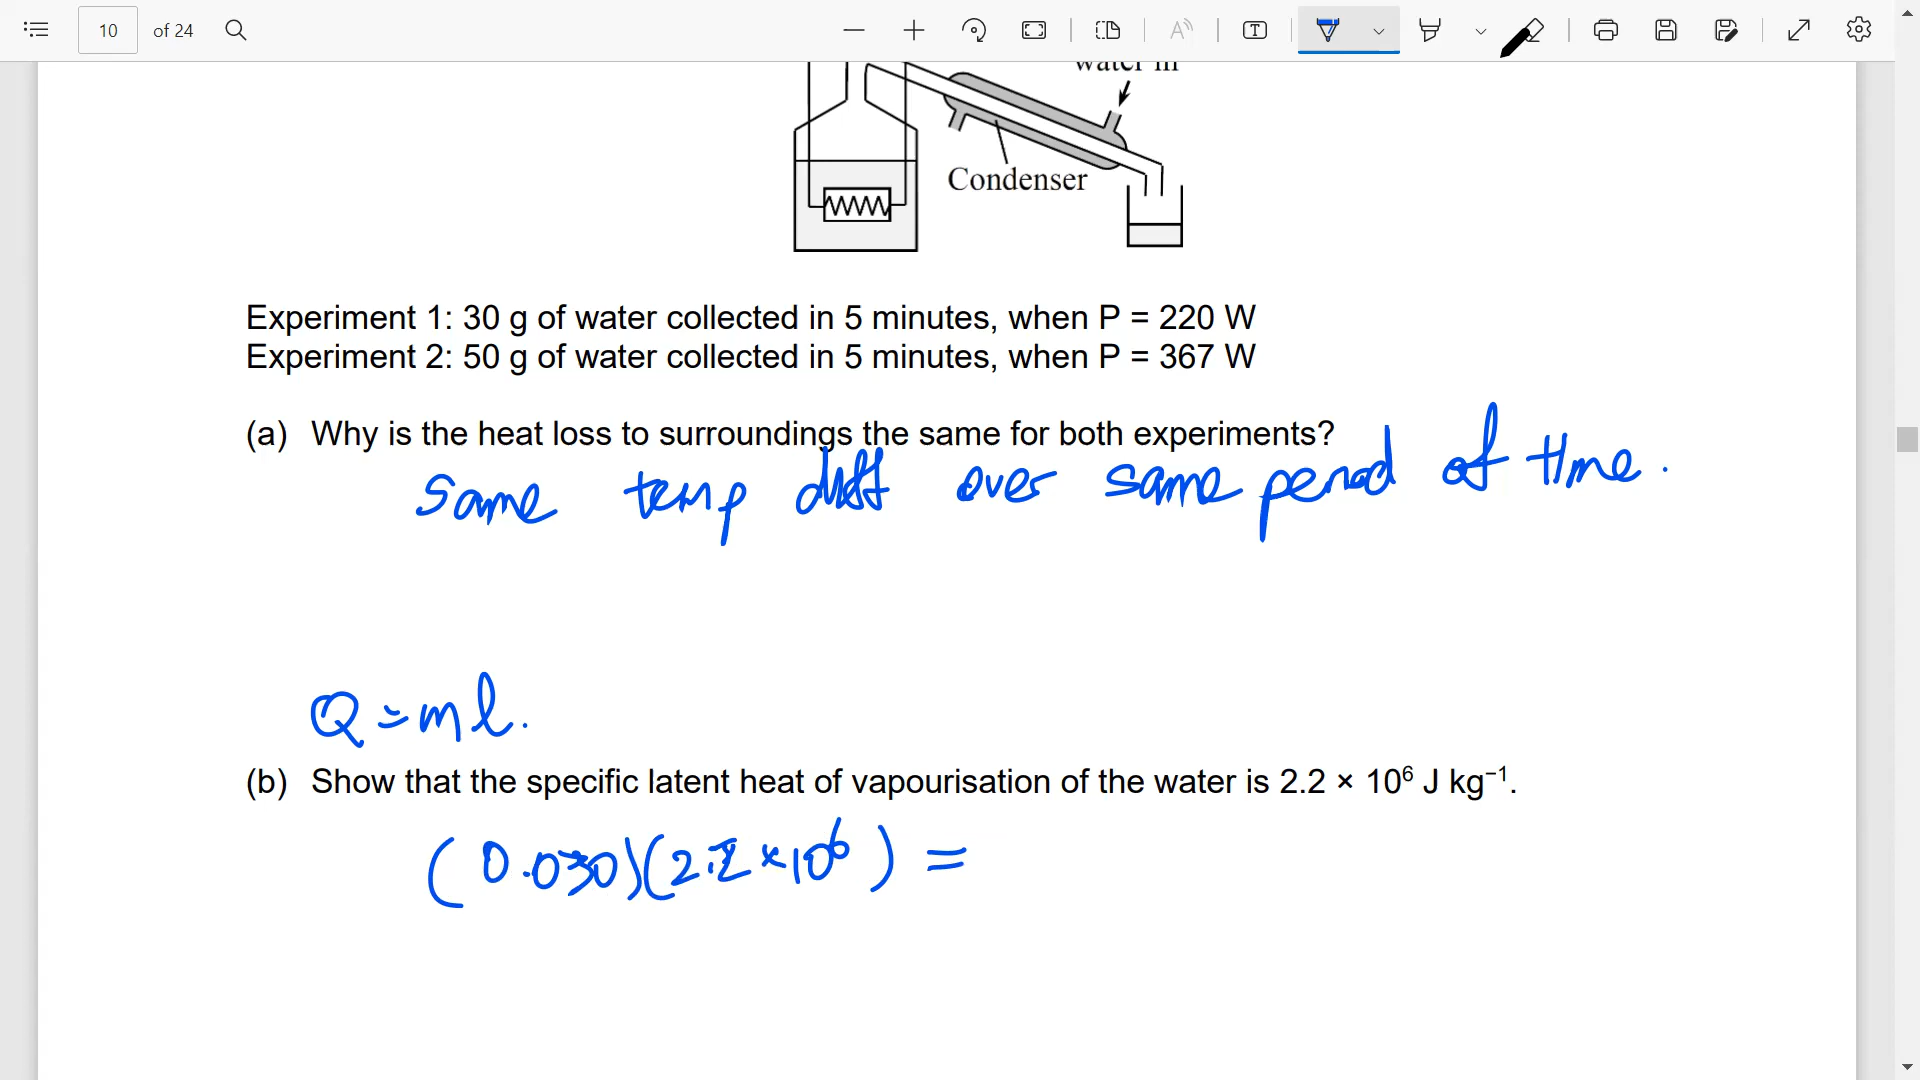 10 of 24
water in
Condenser
Experiment 1: 30 g of water collected in 5 minutes, when P = 220 W
Experiment 2: 50 g of water collected in 5 minutes, when P = 367 W
(a) Why is the heat loss to surroundings the same for both experiments?
same temp diff over same period of time.
Q = ml.
(b) Show that the specific latent heat of vapourisation of the water is 2.2 × 10⁶ J kg⁻¹.
(0.030)(2.2 × 10⁶) =